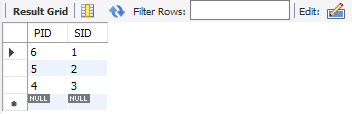 Result Grid Filter Rows: Edit:
PID SID
6 1
5 2
4 3
NULL NULL